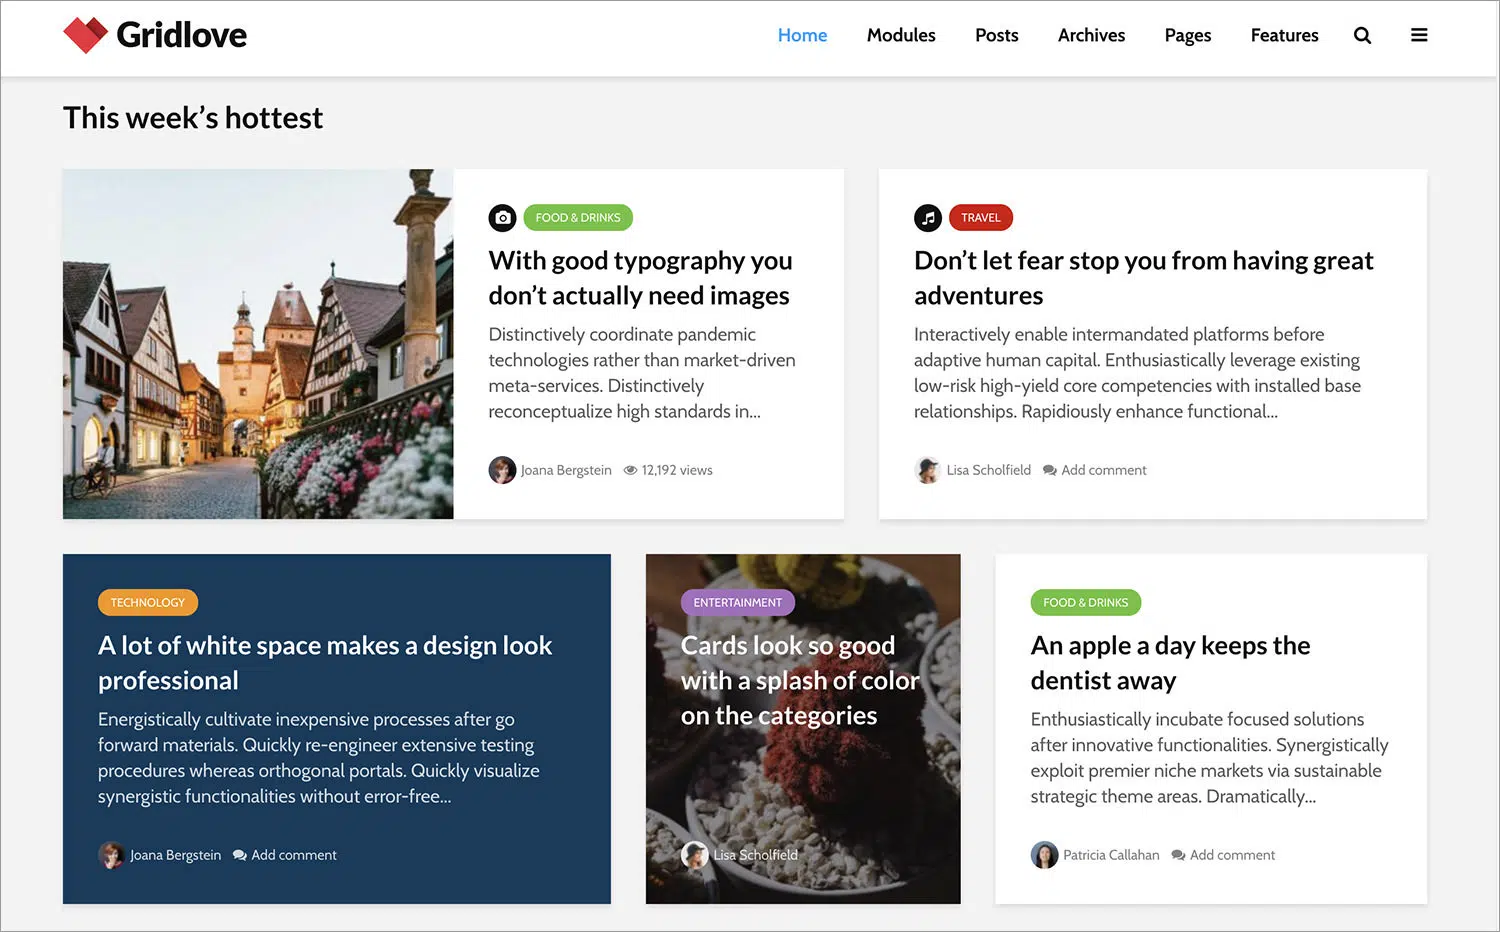 Gridlove
Home Modules Posts Archives Pages Features
This week’s hottest
FOOD & DRINKS
With good typography you
don’t actually need images
Distinctively coordinate pandemic
technologies rather than market-driven
meta-services. Distinctively
reconceptualize high standards in...
Joana Bergstein 12,192 views
TRAVEL
Don’t let fear stop you from having great
adventures
Interactively enable intermandated platforms before
adaptive human capital. Enthusiastically leverage existing
low-risk high-yield core competencies with installed base
relationships. Rapidiously enhance functional...
Lisa Scholfield Add comment
TECHNOLOGY
A lot of white space makes a design look
professional
Energistically cultivate inexpensive processes after go
forward materials. Quickly re-engineer extensive testing
procedures whereas orthogonal portals. Quickly visualize
synergistic functionalities without error-free...
Joana Bergstein Add comment
ENTERTAINMENT
Cards look so good
with a splash of color
on the categories
Lisa Scholfield
FOOD & DRINKS
An apple a day keeps the
dentist away
Enthusiastically incubate focused solutions
after innovative functionalities. Synergistically
exploit premier niche markets via sustainable
strategic theme areas. Dramatically...
Patricia Callahan Add comment